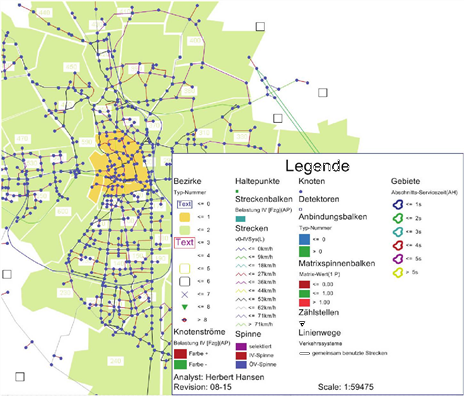 Legende
Bezirke
Typ-Nummer
Text <= 0
<= 1
<= 2
Text <= 3
<= 4
<= 5
<= 6
<= 7
<= 8
> 8
Knotenströme
Belastung IV [Fzg](AP)
Farbe +
Farbe -
Haltepunkte
Streckenbalken
Belastung IV [Fzg](AP)
Strecken
v0-IVSys(L)
<= 0km/h
<= 9km/h
<= 18km/h
<= 27km/h
<= 36km/h
<= 44km/h
<= 53km/h
<= 62km/h
<= 71km/h
> 71km/h
Spinne
selektiert
IV-Spinne
ÖV-Spinne
Knoten
Detektoren
Anbindungsbalken
Typ-Nummer
<= 0
> 0
Matrixspinnenbalken
Matrix-Wert[1 P]
<= 0.00
<= 1.00
> 1.00
Zählstellen
Linienwege
Verkehrssysteme
gemeinsam benutzte Strecken
Gebiete
Abschnitts-Servicezeit(AH)
<= 1s
<= 2s
<= 3s
<= 4s
<= 5s
> 5s
Analyst: Herbert Hansen
Revision: 08-15
Scale: 1:59475